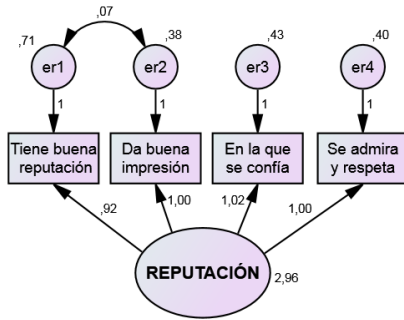 ,07
,71
,38
,43
,40
er1
er2
er3
er4
1
1
1
1
Tiene buena
reputación
Da buena
impresión
En la que
se confía
Se admira
y respeta
,92
1,00
1,02
1,00
REPUTACIÓN
2,96